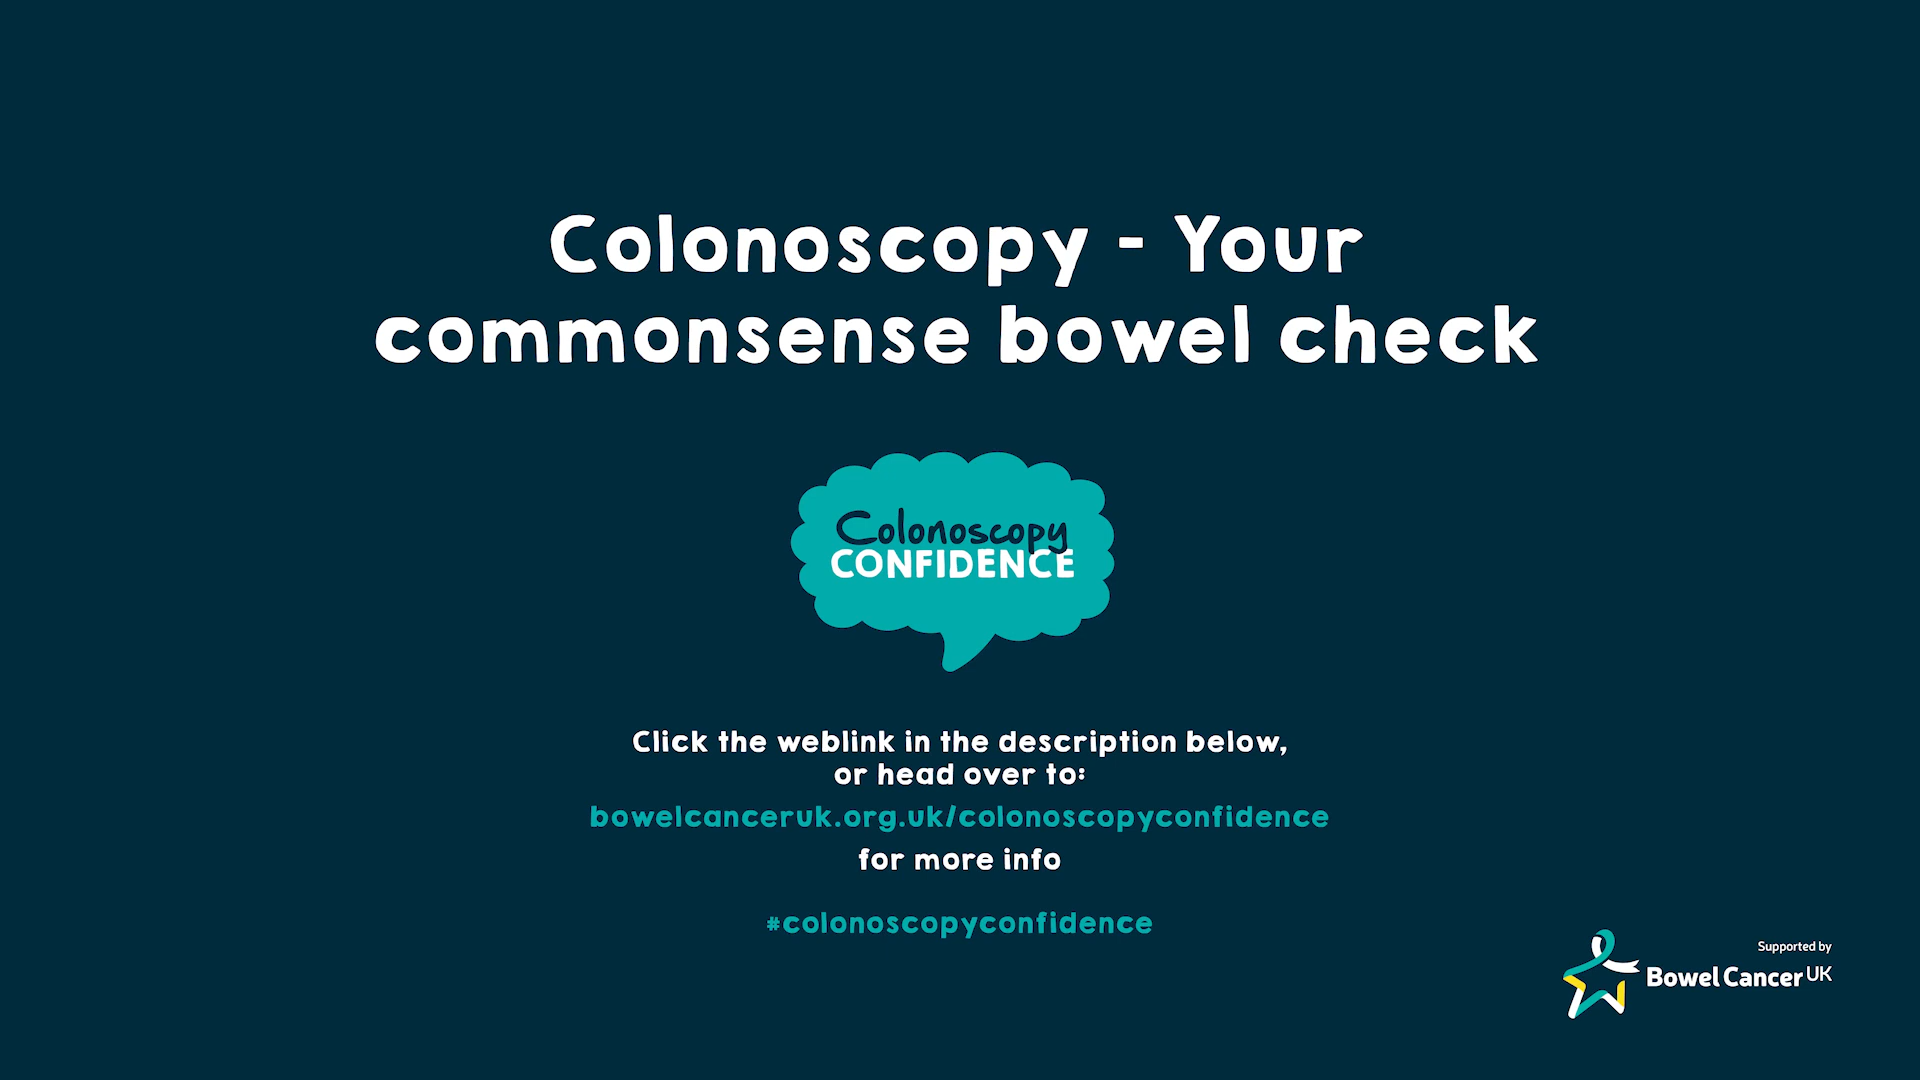 Colonoscopy - Your
commonsense bowel check
Colonoscopy
CONFIDENCE
Click the weblink in the description below,
or head over to:
bowelcanceruk.org.uk/colonoscopyconfidence
for more info
#colonoscopyconfidence
Supported by
Bowel Cancer UK